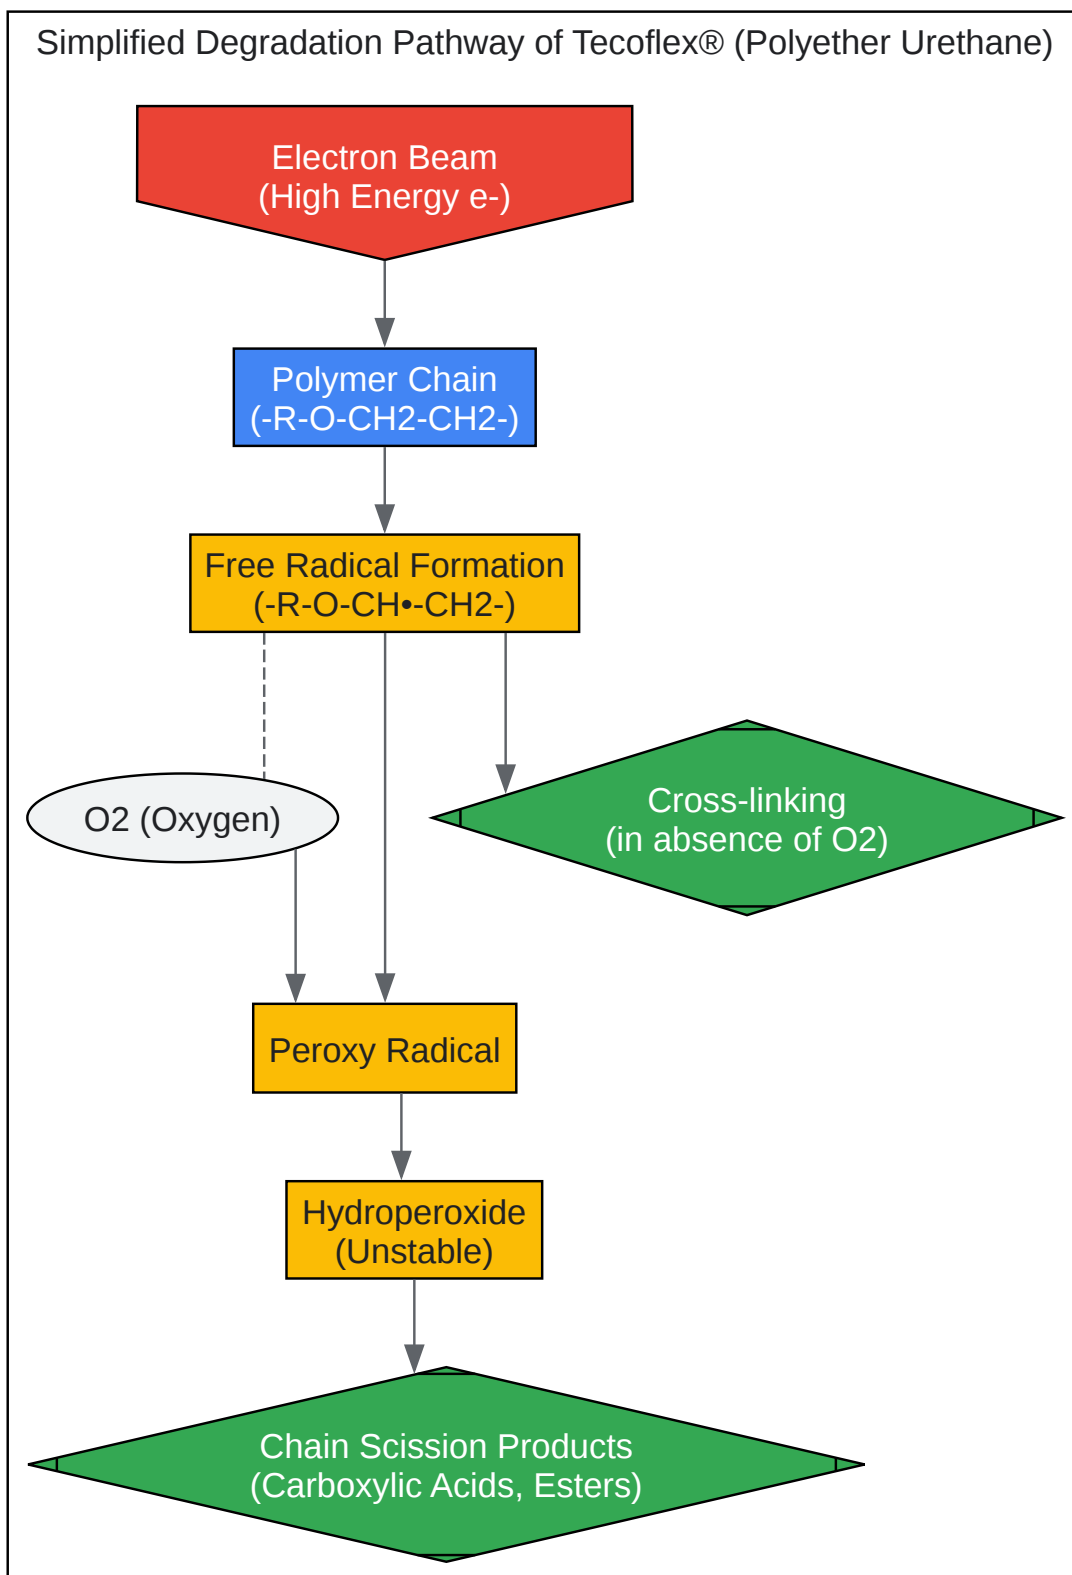 Simplified Degradation Pathway of Tecoflex® (Polyether Urethane)
Electron Beam
(High Energy e-)
Polymer Chain
(-R-O-CH2-CH2-)
Free Radical Formation
(-R-O-CH•-CH2-)
O2 (Oxygen)
Cross-linking
(in absence of O2)
Peroxy Radical
Hydroperoxide
(Unstable)
Chain Scission Products
(Carboxylic Acids, Esters)